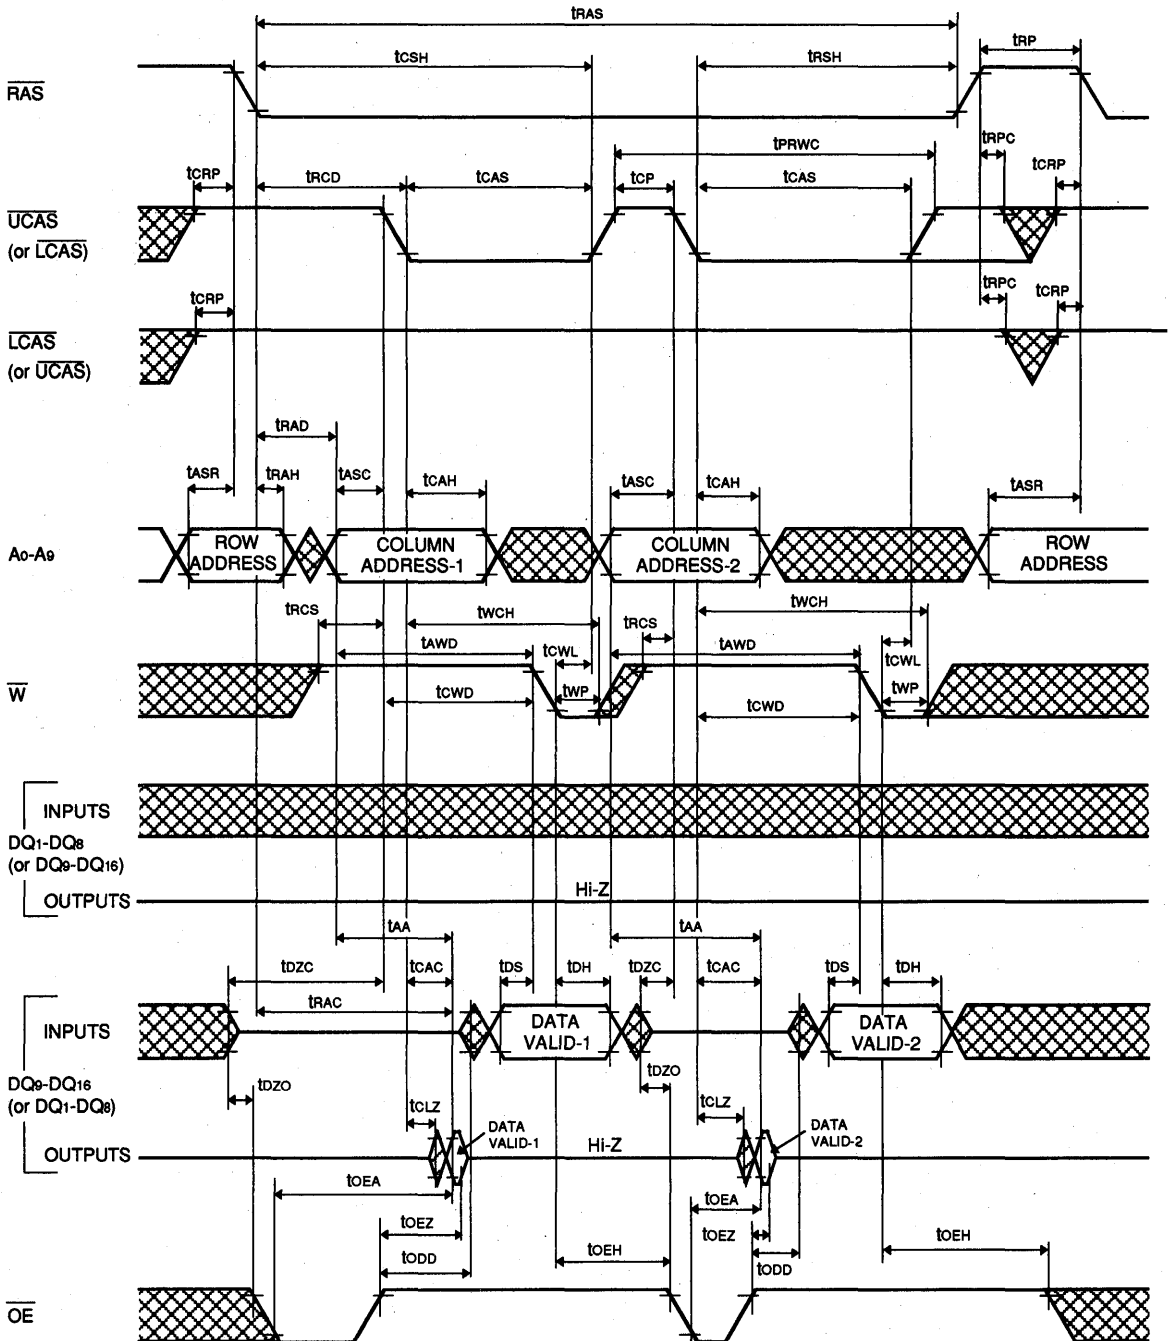 tRAS
tCSH tRSH tRP
RAS
tPRWC tRPC
tCRP tRCD tCAS tCP tCAS tCRP
UCAS
(or LCAS)
tCRP tRPC tCRP
LCAS
(or UCAS)
tRAD
tASR tRAH tASC tCAH tASC tCAH tASR
A0-A9 ROW ADDRESS COLUMN ADDRESS-1 COLUMN ADDRESS-2 ROW ADDRESS
tRCS tWCH tRCS tWCH
tAWD tCWL tAWD tCWL
W
tCWD tWP tCWD tWP
INPUTS
DQ1-DQ8
(or DQ9-DQ16)
OUTPUTS Hi-Z
tAA tAA
tDZC tCAC tDS tDH tDZC tCAC tDS tDH
tRAC
INPUTS DATA VALID-1 DATA VALID-2
DQ9-DQ16
(or DQ1-DQ8)
tDZO tDZO
tCLZ tCLZ
OUTPUTS DATA VALID-1 Hi-Z DATA VALID-2
tOEA tOEA
tOEZ tOEZ
tODD tOEH tODD tOEH
OE